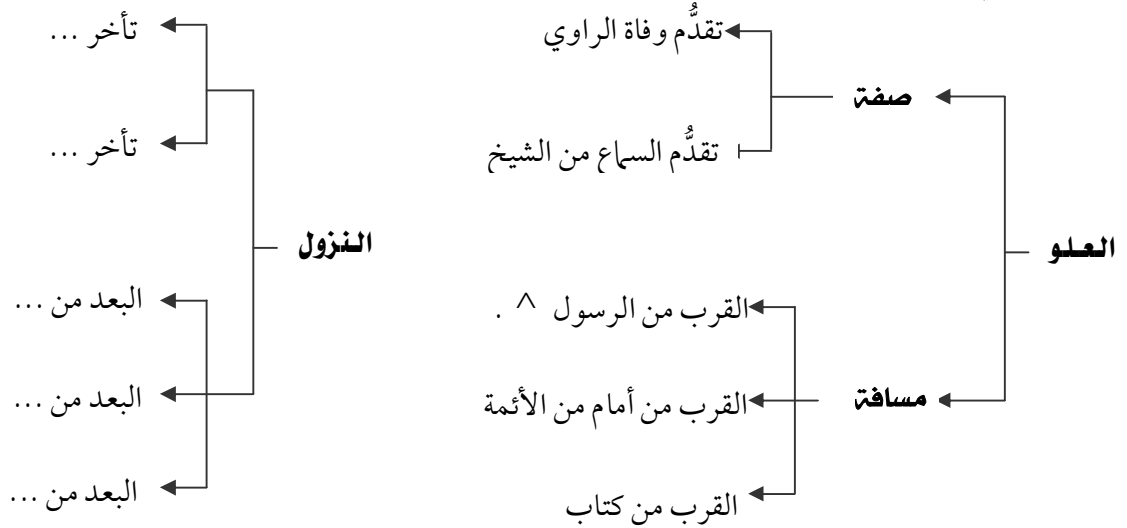 العلو
صفة
تقدُّم وفاة الراوي
تقدُّم السماع من الشيخ
مسافة
القرب من الرسول ^ .
القرب من أمام من الأئمة
القرب من كتاب
النزول
تأخر ...
تأخر ...
البعد من ...
البعد من ...
البعد من ...